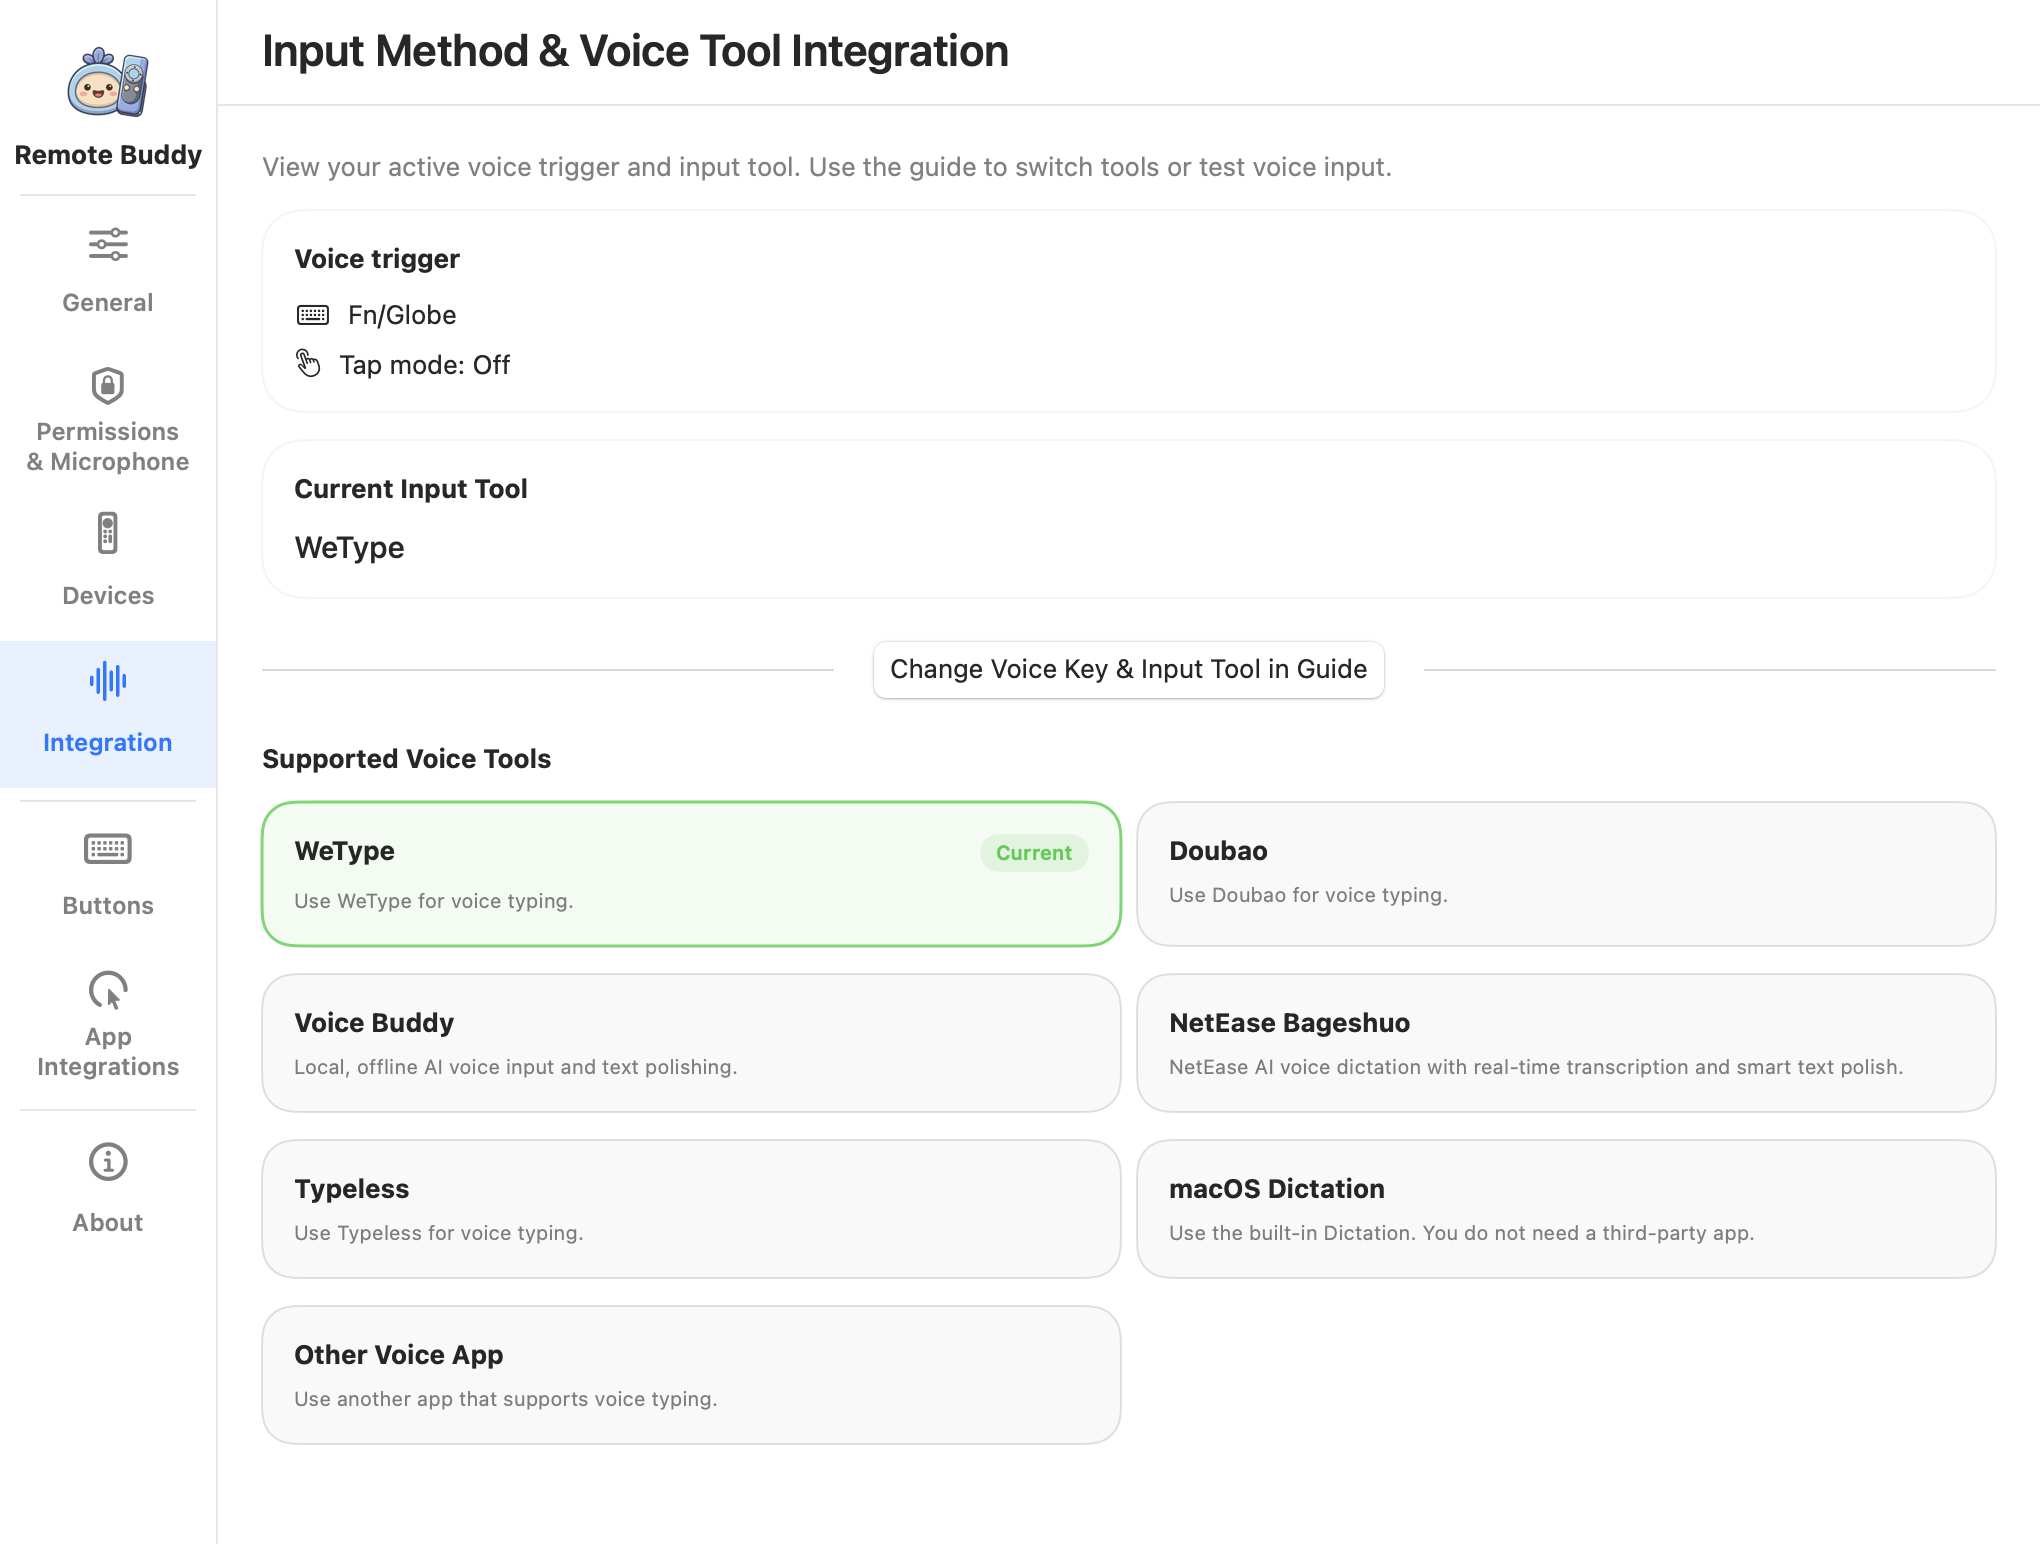 Input Method & Voice Tool Integration
Remote Buddy
General
Permissions
& Microphone
Devices
Integration
Buttons
App
Integrations
About
View your active voice trigger and input tool. Use the guide to switch tools or test voice input.
Voice trigger
Fn/Globe
Tap mode: Off
Current Input Tool
WeType
Change Voice Key & Input Tool in Guide
Supported Voice Tools
WeType
Current
Use WeType for voice typing.
Doubao
Use Doubao for voice typing.
Voice Buddy
Local, offline AI voice input and text polishing.
NetEase Bageshuo
NetEase AI voice dictation with real-time transcription and smart text polish.
Typeless
Use Typeless for voice typing.
macOS Dictation
Use the built-in Dictation. You do not need a third-party app.
Other Voice App
Use another app that supports voice typing.